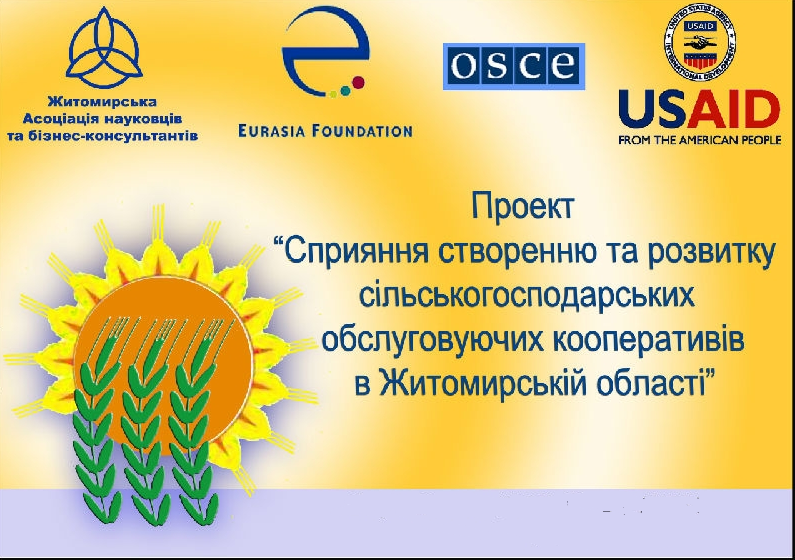 Житомирська
Асоціація науковців
та бізнес-консультантів
EURASIA FOUNDATION
OSCE
UNITED STATES AGENCY
USAID
INTERNATIONAL DEVELOPMENT
USAID
FROM THE AMERICAN PEOPLE
Проект
“Сприяння створенню та розвитку
сільськогосподарських
обслуговуючих кооперативів
в Житомирській області”